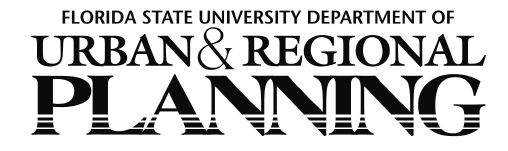 FLORIDA STATE UNIVERSITY DEPARTMENT OF
URBAN & REGIONAL
PLANNING